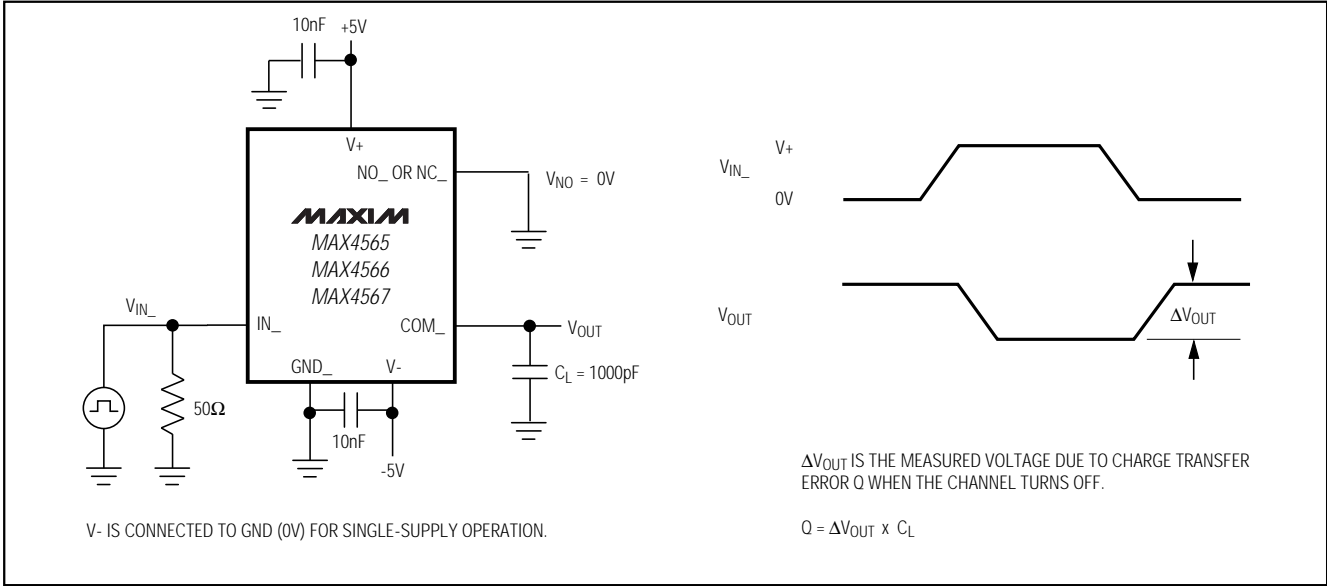 10nF
+5V
V+
NO_ OR NC_
V_NO = 0V
MAXIM
MAX4565
MAX4566
MAX4567
V_IN_
IN_
COM_
V_OUT
GND_
V-
C_L = 1000pF
50Ω
10nF
-5V
V- IS CONNECTED TO GND (0V) FOR SINGLE-SUPPLY OPERATION.
V+
V_IN_
0V
V_OUT
ΔV_OUT
ΔV_OUT IS THE MEASURED VOLTAGE DUE TO CHARGE TRANSFER
ERROR Q WHEN THE CHANNEL TURNS OFF.
Q = ΔV_OUT x C_L